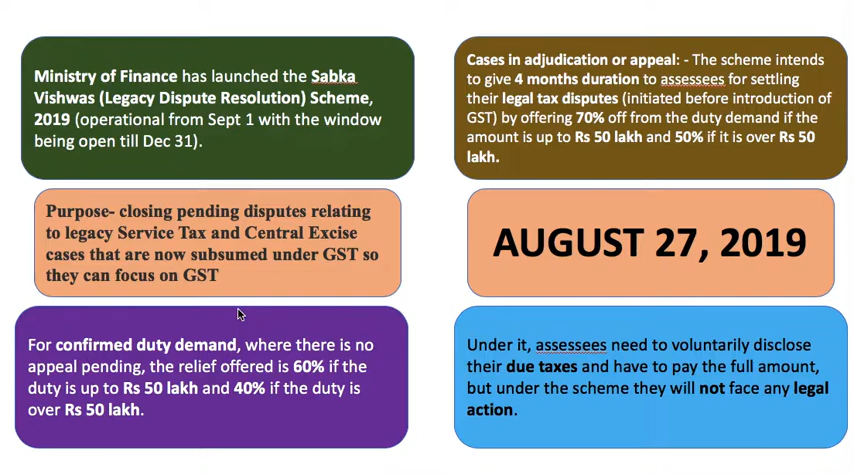 Ministry of Finance has launched the Sabka
Vishwas (Legacy Dispute Resolution) Scheme,
2019 (operational from Sept 1 with the window
being open till Dec 31).
Cases in adjudication or appeal: - The scheme intends
to give 4 months duration to assessees for settling
their legal tax disputes (initiated before introduction of
GST) by offering 70% off from the duty demand if the
amount is up to Rs 50 lakh and 50% if it is over Rs 50
lakh.
Purpose- closing pending disputes relating
to legacy Service Tax and Central Excise
cases that are now subsumed under GST so
they can focus on GST
AUGUST 27, 2019
For confirmed duty demand, where there is no
appeal pending, the relief offered is 60% if the
duty is up to Rs 50 lakh and 40% if the duty is
over Rs 50 lakh.
Under it, assessees need to voluntarily disclose
their due taxes and have to pay the full amount,
but under the scheme they will not face any legal
action.